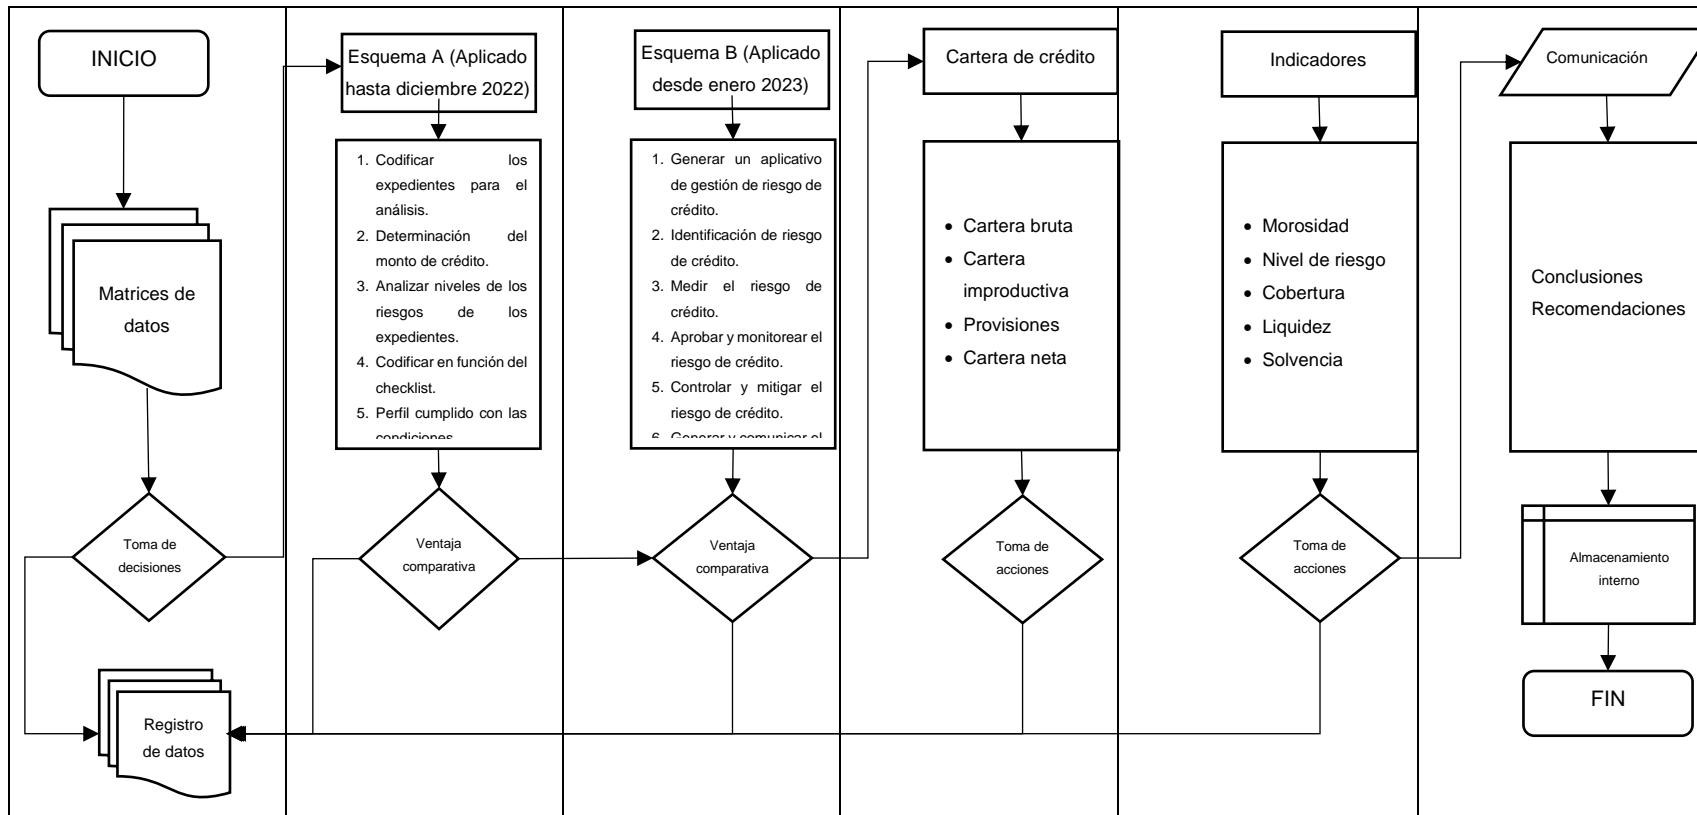 INICIO
Matrices de
datos
Toma de
decisiones
Registro
de datos
Esquema A (Aplicado
hasta diciembre 2022)
1. Codificar los
expedientes para el
análisis.
2. Determinación del
monto de crédito.
3. Analizar niveles de los
riesgos de los
expedientes.
4. Codificar en función del
checklist.
5. Perfil cumplido con las
condiciones
Ventaja
comparativa
Esquema B (Aplicado
desde enero 2023)
1. Generar un aplicativo
de gestión de riesgo de
crédito.
2. Identificación de riesgo
de crédito.
3. Medir el riesgo de
crédito.
4. Aprobar y monitorear el
riesgo de crédito.
5. Controlar y mitigar el
riesgo de crédito.
6. Generar y comunicar el
Ventaja
comparativa
Cartera de crédito
• Cartera bruta
• Cartera
improductiva
• Provisiones
• Cartera neta
Toma de
acciones
Indicadores
• Morosidad
• Nivel de riesgo
• Cobertura
• Liquidez
• Solvencia
Toma de
acciones
Comunicación
Conclusiones
Recomendaciones
Almacenamiento
interno
FIN